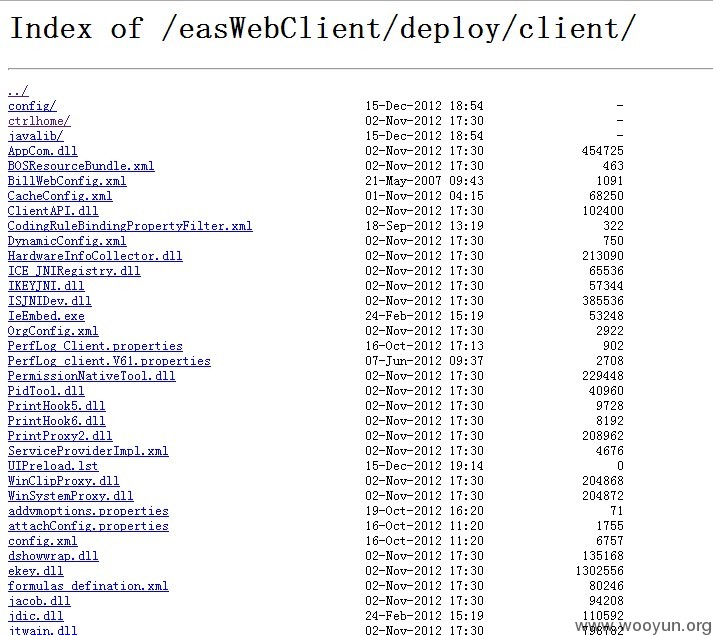 Index of /easWebClient/deploy/client/
../
config/ 15-Dec-2012 18:54 -
ctrlhome/ 02-Nov-2012 17:30 -
javalib/ 15-Dec-2012 18:54 -
AppCom.dll 02-Nov-2012 17:30 454725
BOSResourceBundle.xml 02-Nov-2012 17:30 463
BillWebConfig.xml 21-May-2007 09:43 1091
CacheConfig.xml 01-Nov-2012 04:15 68250
ClientAPI.dll 02-Nov-2012 17:30 102400
CodingRuleBindingPropertyFilter.xml 18-Sep-2012 13:19 322
DynamicConfig.xml 02-Nov-2012 17:30 750
HardwareInfoCollector.dll 02-Nov-2012 17:30 213090
ICE_JNIRegistry.dll 02-Nov-2012 17:30 65536
IKEYJNI.dll 02-Nov-2012 17:30 57344
ISJNIDev.dll 02-Nov-2012 17:30 385536
IeEmbed.exe 24-Feb-2012 15:19 53248
OrgConfig.xml 02-Nov-2012 17:30 2922
PerfLog_Client.properties 16-Oct-2012 17:13 902
PerfLog_client.V61.properties 07-Jun-2012 09:37 2708
PermissionNativeTool.dll 02-Nov-2012 17:30 229448
PidTool.dll 02-Nov-2012 17:30 40960
PrintHook5.dll 02-Nov-2012 17:30 9728
PrintHook6.dll 02-Nov-2012 17:30 8192
PrintProxy2.dll 02-Nov-2012 17:30 208962
ServiceProviderImpl.xml 02-Nov-2012 17:30 4676
UIPreload.lst 15-Dec-2012 19:14 0
WinClipProxy.dll 02-Nov-2012 17:30 204868
WinSystemProxy.dll 02-Nov-2012 17:30 204872
addvmoptions.properties 19-Oct-2012 16:20 71
attachConfig.properties 16-Oct-2012 11:20 1755
config.xml 16-Oct-2012 11:20 6757
dshowwrap.dll 02-Nov-2012 17:30 135168
ekey.dll 02-Nov-2012 17:30 1302556
formulas_defination.xml 02-Nov-2012 17:30 80246
jacob.dll 02-Nov-2012 17:30 94208
jdic.dll 24-Feb-2012 15:19 110592
jtwain.dll 02-Nov-2012 17:30
www.wooyun.org